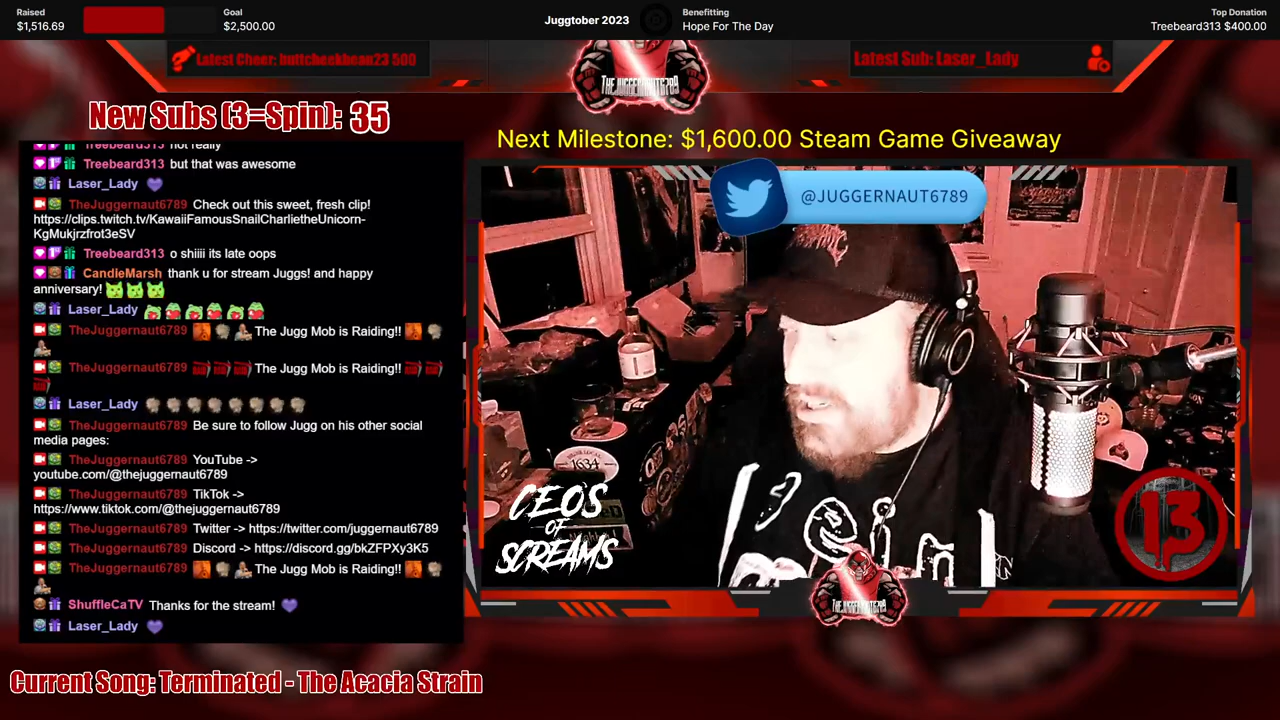 Raised
$1,516.69
Goal
$2,500.00
Juggtober 2023
Benefitting
Hope For The Day
Top Donation
Treebeard313 $400.00
Latest Cheer: buttcheekbean23 500
THEJUGGERNAUT6789
Latest Sub: Laser_Lady
New Subs (3=Spin): 35
Next Milestone: $1,600.00 Steam Game Giveaway
@JUGGERNAUT6789
Treebeard313 not really
Treebeard313 but that was awesome
Laser_Lady
TheJuggernaut6789 Check out this sweet, fresh clip!
https://clips.twitch.tv/KawaiiFamousSnailCharlietheUnicorn-
KgMukjrzfrot3eSV
Treebeard313 o shiiii its late oops
CandleMarsh thank u for stream Juggs! and happy
anniversary!
Laser_Lady
TheJuggernaut6789 The Jugg Mob is Raiding!!
TheJuggernaut6789 The Jugg Mob is Raiding!!
Laser_Lady
TheJuggernaut6789 Be sure to follow Jugg on his other social
media pages:
TheJuggernaut6789 YouTube ->
youtube.com/@thejuggernaut6789
TheJuggernaut6789 TikTok ->
https://www.tiktok.com/@thejuggernaut6789
TheJuggernaut6789 Twitter -> https://twitter.com/juggernaut6789
TheJuggernaut6789 Discord -> https://discord.gg/bkZFPXy3K5
TheJuggernaut6789 The Jugg Mob is Raiding!!
ShuffleCaTV Thanks for the stream!
Laser_Lady
1634
CEOS
OF
SCREAMS
13
THEJUGGERNAUT6789
Current Song: Terminated - The Acacia Strain